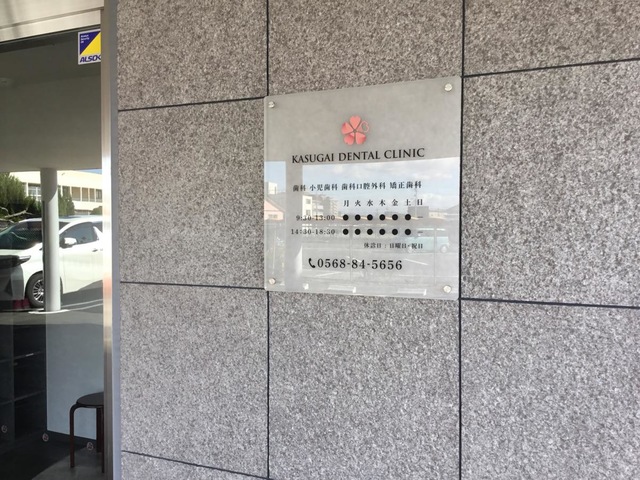 ALSOK
KASUGAI DENTAL CLINIC
歯科 小児歯科 歯科口腔外科 矯正歯科
月 火 水 木 金 土 日
9:30-13:00 ● ● ● ● ● ●
14:30-18:30 ● ● ● ● ● ● -
休診日 : 日曜日・祝日
0568-84-5656